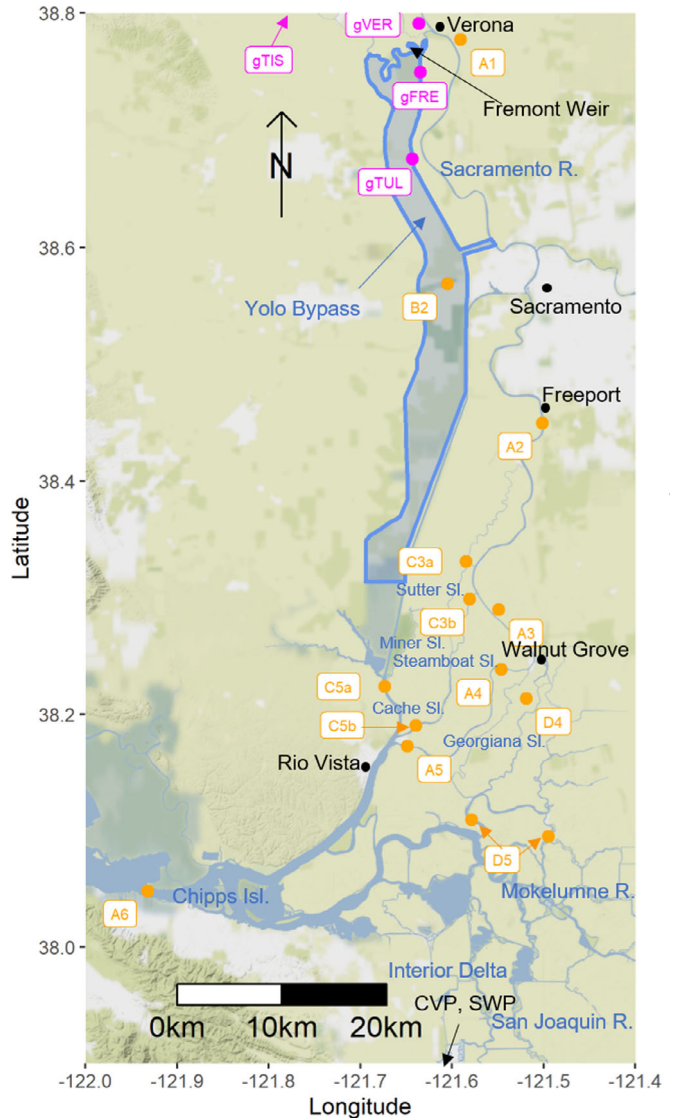 38.8
gVER
Verona
gTIS
A1
gFRE
Fremont Weir
N
gTUL
Sacramento R.
38.6
Yolo Bypass
B2
Sacramento
Freeport
A2
38.4
Latitude
C3a
Sutter Sl.
C3b
A3
Miner Sl.
Walnut Grove
Steamboat Sl.
C5a
A4
38.2
Cache Sl.
D4
C5b
Georgiana Sl.
Rio Vista
A5
D5
Chipps Isl.
Mokelumne R.
A6
38.0
Interior Delta
CVP, SWP
San Joaquin R.
0km 10km 20km
-122.0 -121.9 -121.8 -121.7 -121.6 -121.5 -121.4
Longitude